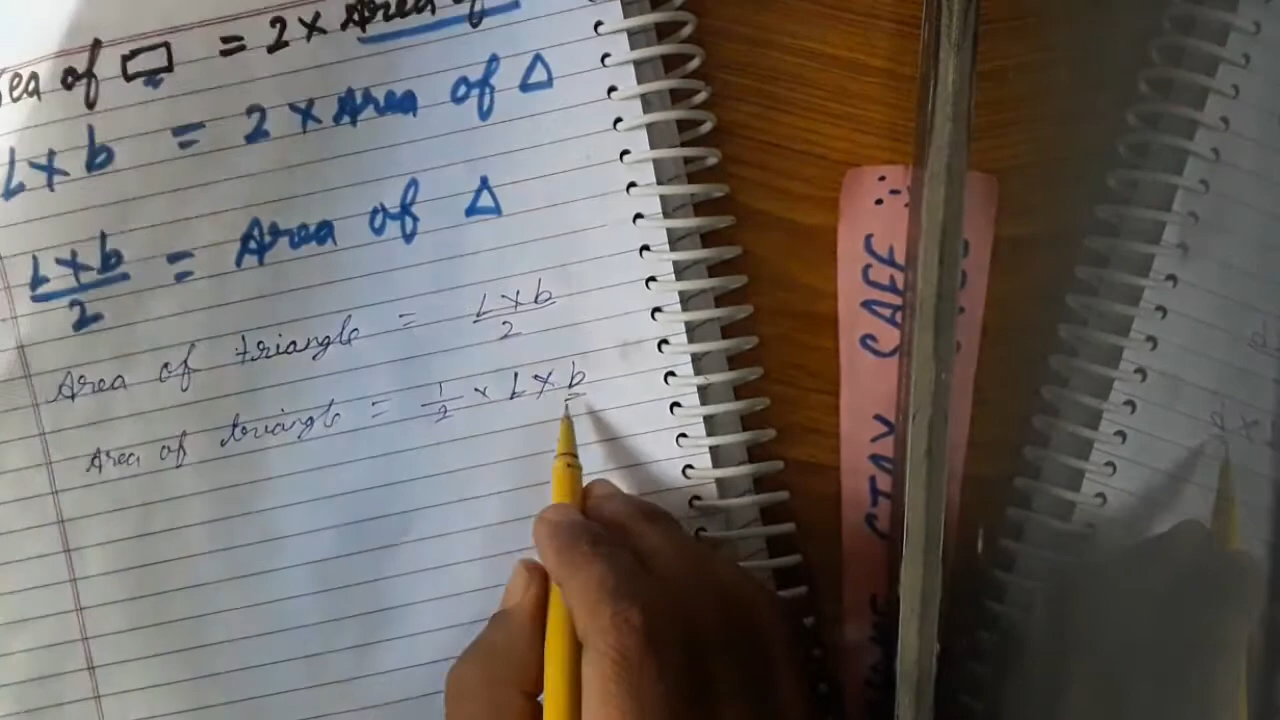 ea of ▭ = 2 × Area of
L × b = 2 × Area of Δ
L × b / 2 = Area of Δ
Area of triangle = L × b / 2
Area of triangle = 1/2 × L × b
STAY SAFE